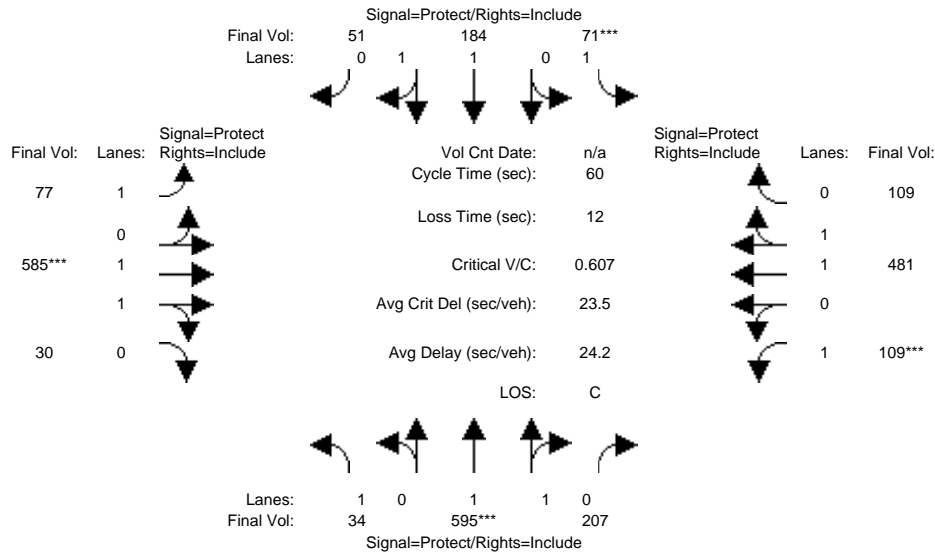 Signal=Protect/Rights=Include
Final Vol: 51 184 71***
Lanes: 0 1 1 0 1
Signal=Protect Signal=Protect
Final Vol: Lanes: Rights=Include Vol Cnt Date: n/a Rights=Include Lanes: Final Vol:
Cycle Time (sec): 60
77 1 0 109
Loss Time (sec): 12
0 1
585*** 1 Critical V/C: 0.607 1 481
1 Avg Crit Del (sec/veh): 23.5 0
30 0 Avg Delay (sec/veh): 24.2 1 109***
LOS: C
Lanes: 1 0 1 1 0
Final Vol: 34 595*** 207
Signal=Protect/Rights=Include